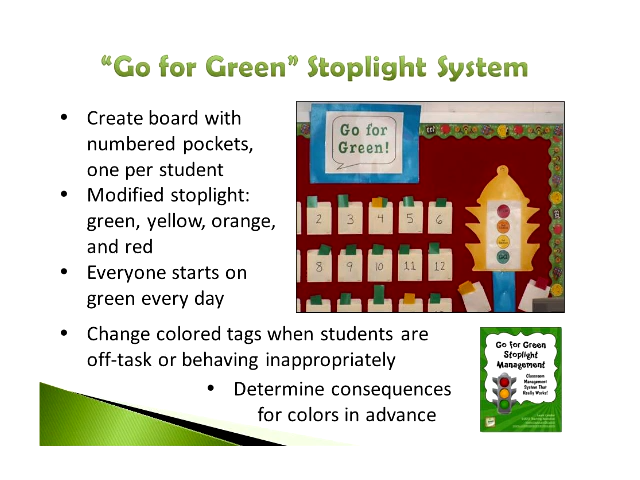 “Go for Green” Stoplight System
• Create board with
numbered pockets,
one per student
• Modified stoplight:
green, yellow, orange,
and red
• Everyone starts on
green every day
Go for
Green!
2 3 4 5 6
8 9 10 11 12
• Change colored tags when students are
off-task or behaving inappropriately
• Determine consequences
for colors in advance
Go for Green
Stoplight
Management
Classroom
Management
System That
Really Works!